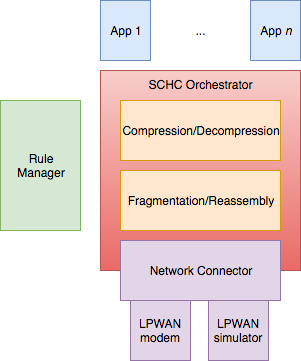 App 1
...
App n
SCHC Orchestrator
Compression/Decompression
Rule
Manager
Fragmentation/Reassembly
Network Connector
LPWAN
modem
LPWAN
simulator